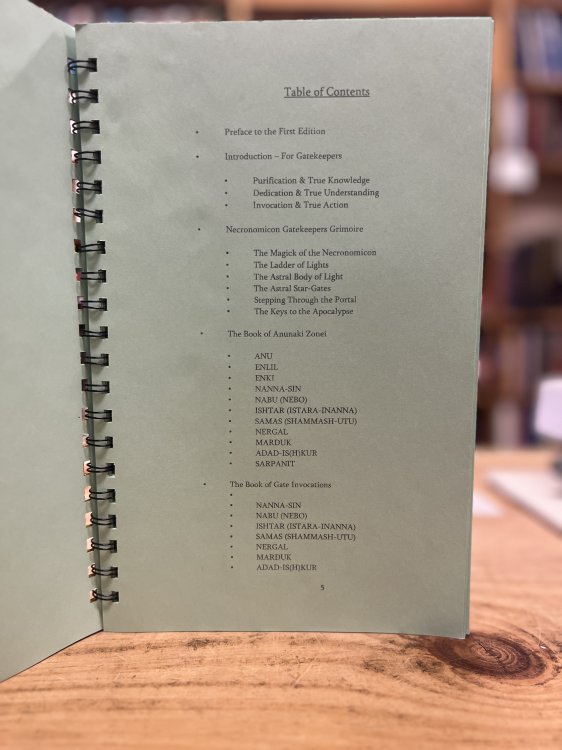 Table of Contents
• Preface to the First Edition
• Introduction – For Gatekeepers
• Purification & True Knowledge
• Dedication & True Understanding
• Invocation & True Action
• Necronomicon Gatekeepers Grimoire
• The Magick of the Necronomicon
• The Ladder of Lights
• The Astral Body of Light
• The Astral Star-Gates
• Stepping Through the Portal
• The Keys to the Apocalypse
• The Book of Anunaki Zonei
• ANU
• ENLIL
• ENKI
• NANNA-SIN
• NABU (NEBO)
• ISHTAR (ISTARA-INANNA)
• SAMAS (SHAMMASH-UTU)
• NERGAL
• MARDUK
• ADAD-IS(H)KUR
• SARPANIT
• The Book of Gate Invocations
•
• NANNA-SIN
• NABU (NEBO)
• ISHTAR (ISTARA-INANNA)
• SAMAS (SHAMMASH-UTU)
• NERGAL
• MARDUK
• ADAD-IS(H)KUR
5